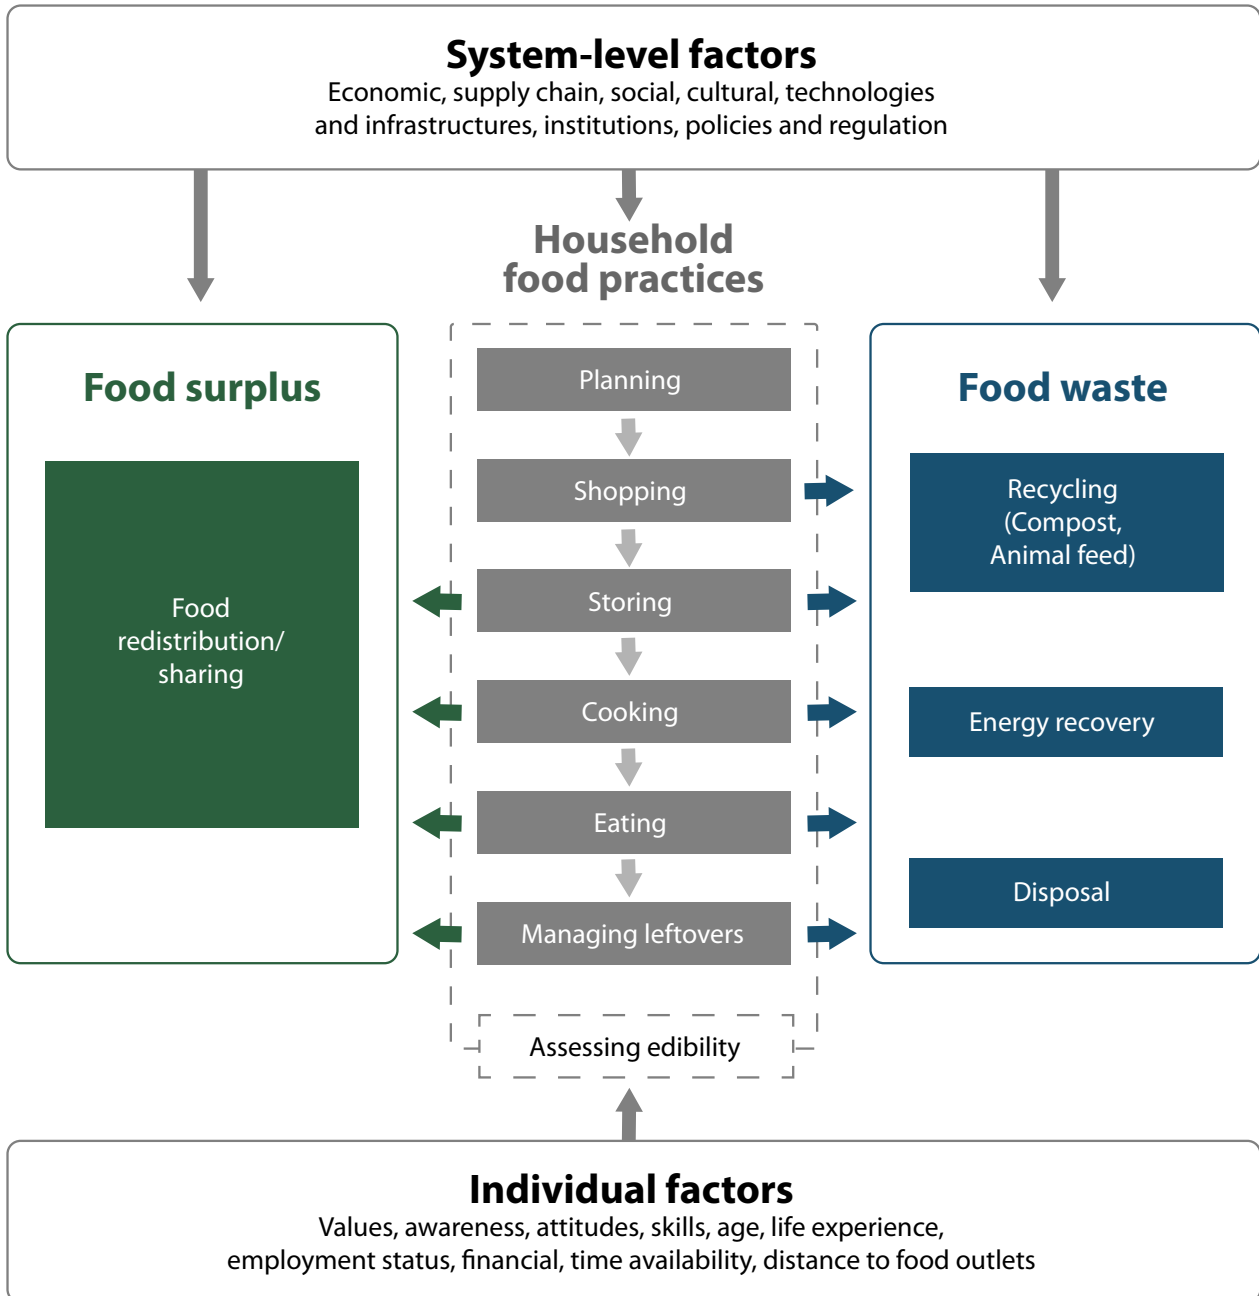 System-level factors
Economic, supply chain, social, cultural, technologies
and infrastructures, institutions, policies and regulation
Household
food practices
Food surplus
Food
redistribution/
sharing
Planning
Shopping
Storing
Cooking
Eating
Managing leftovers
Assessing edibility
Food waste
Recycling
(Compost,
Animal feed)
Energy recovery
Disposal
Individual factors
Values, awareness, attitudes, skills, age, life experience,
employment status, financial, time availability, distance to food outlets